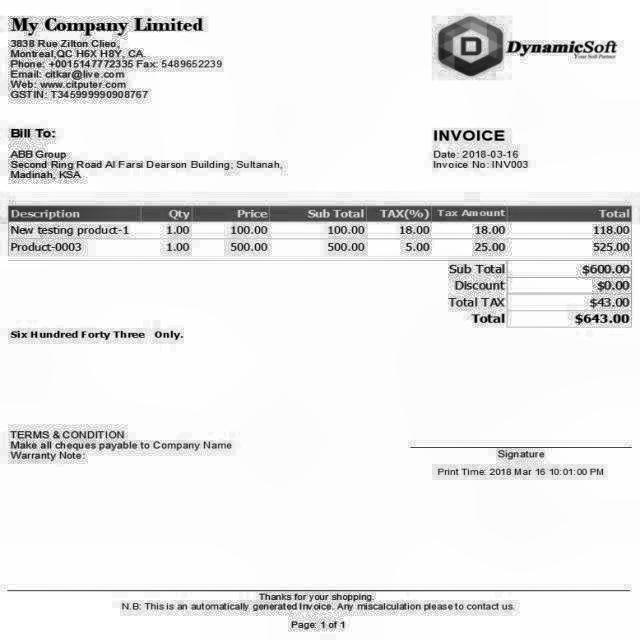 My Company Limited
3838 Rue Zilton Clieo,
Montreal,QC H6X H8Y, CA.
Phone: +0015147772335 Fax: 5489652239
Email: citkar@live.com
Web: www.citputer.com
GSTIN: T345999990908767
DynamicSoft
Your Soft Partner
Bill To:
ABB Group
Second Ring Road Al Farsi Dearson Building, Sultanah,
Madinah, KSA
INVOICE
Date: 2018-03-16
Invoice No: INV003
Description Qty Price Sub Total TAX(%) Tax Amount Total
New testing product-1 1.00 100.00 100.00 18.00 18.00 118.00
Product-0003 1.00 500.00 500.00 5.00 25.00 525.00
Sub Total $600.00
Discount $0.00
Total TAX $43.00
Total $643.00
Six Hundred Forty Three Only.
TERMS & CONDITION
Make all cheques payable to Company Name
Warranty Note:
Signature
Print Time: 2018 Mar 16 10:01:00 PM
Thanks for your shopping.
N.B: This is an automatically generated Invoice. Any miscalculation please to contact us.
Page: 1 of 1